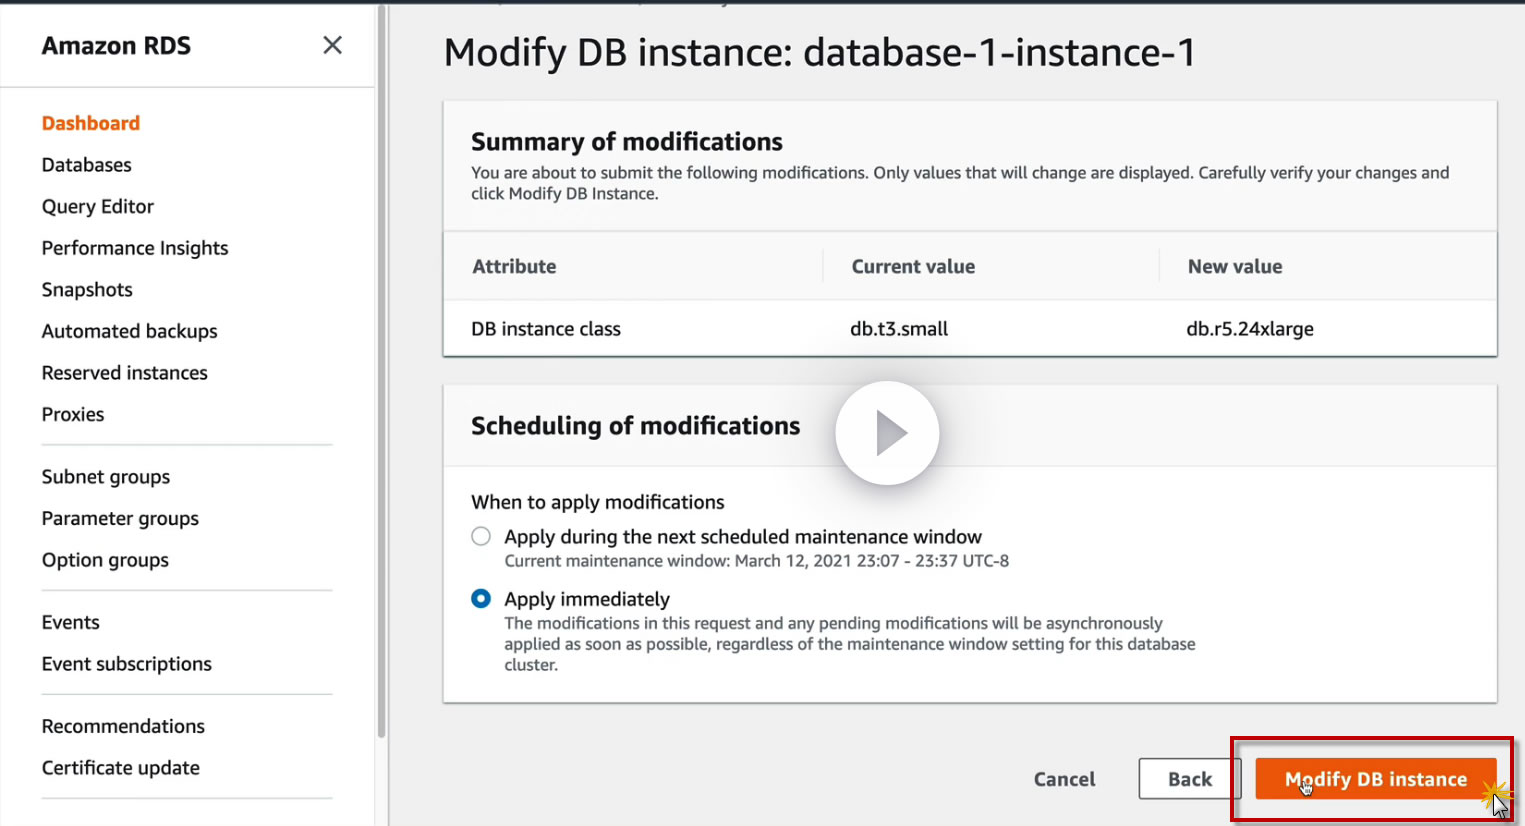 Amazon RDS
Dashboard
Databases
Query Editor
Performance Insights
Snapshots
Automated backups
Reserved instances
Proxies
Subnet groups
Parameter groups
Option groups
Events
Event subscriptions
Recommendations
Certificate update
Modify DB instance: database-1-instance-1
Summary of modifications
You are about to submit the following modifications. Only values that will change are displayed. Carefully verify your changes and
click Modify DB Instance.
Attribute Current value New value
DB instance class db.t3.small db.r5.24xlarge
Scheduling of modifications
When to apply modifications
Apply during the next scheduled maintenance window
Current maintenance window: March 12, 2021 23:07 - 23:37 UTC-8
Apply immediately
The modifications in this request and any pending modifications will be asynchronously
applied as soon as possible, regardless of the maintenance window setting for this database
cluster.
Cancel Back Modify DB instance